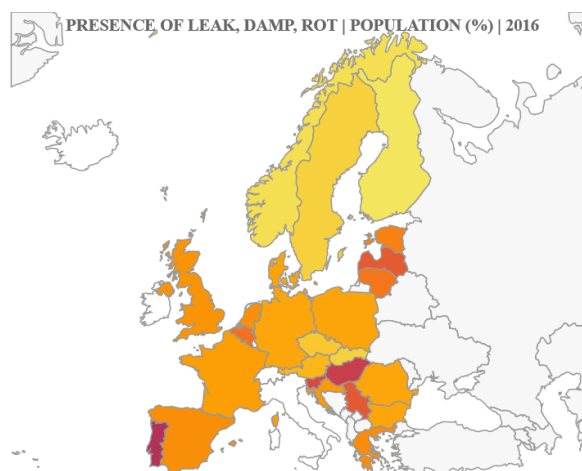 PRESENCE OF LEAK, DAMP, ROT | POPULATION (%) | 2016